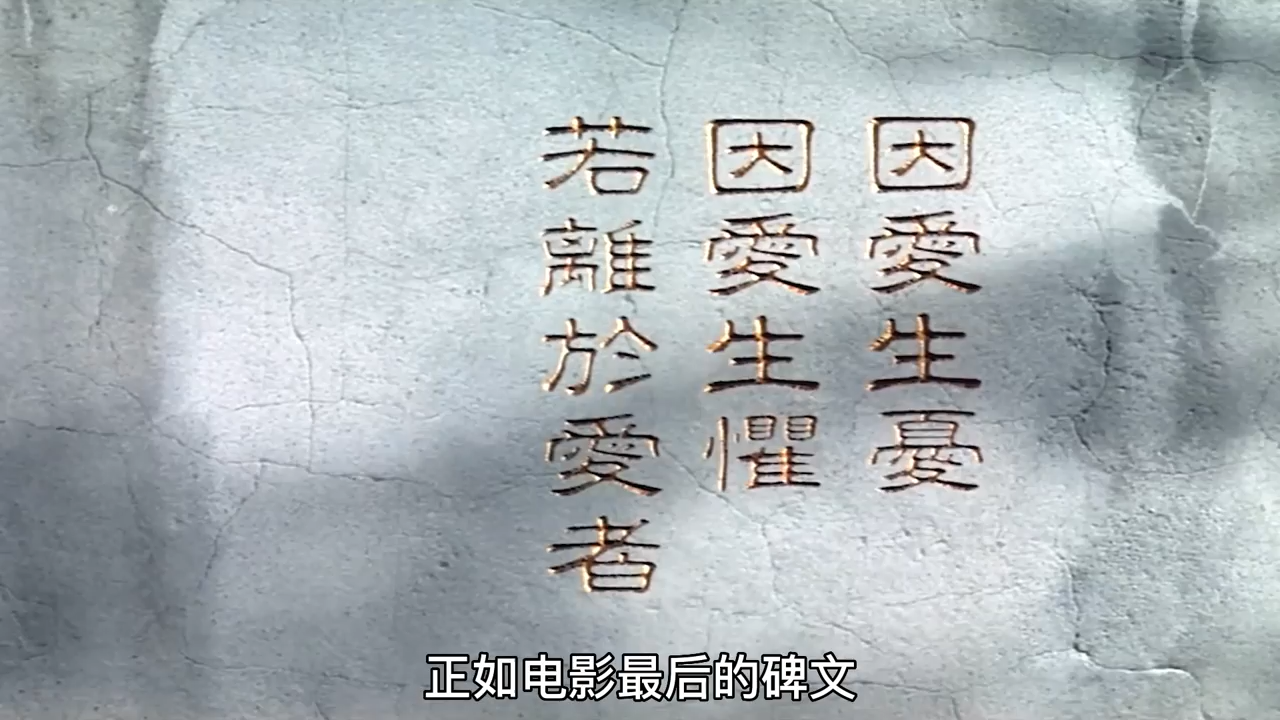 因愛生憂
因愛生懼
若離於愛者
正如电影最后的碑文